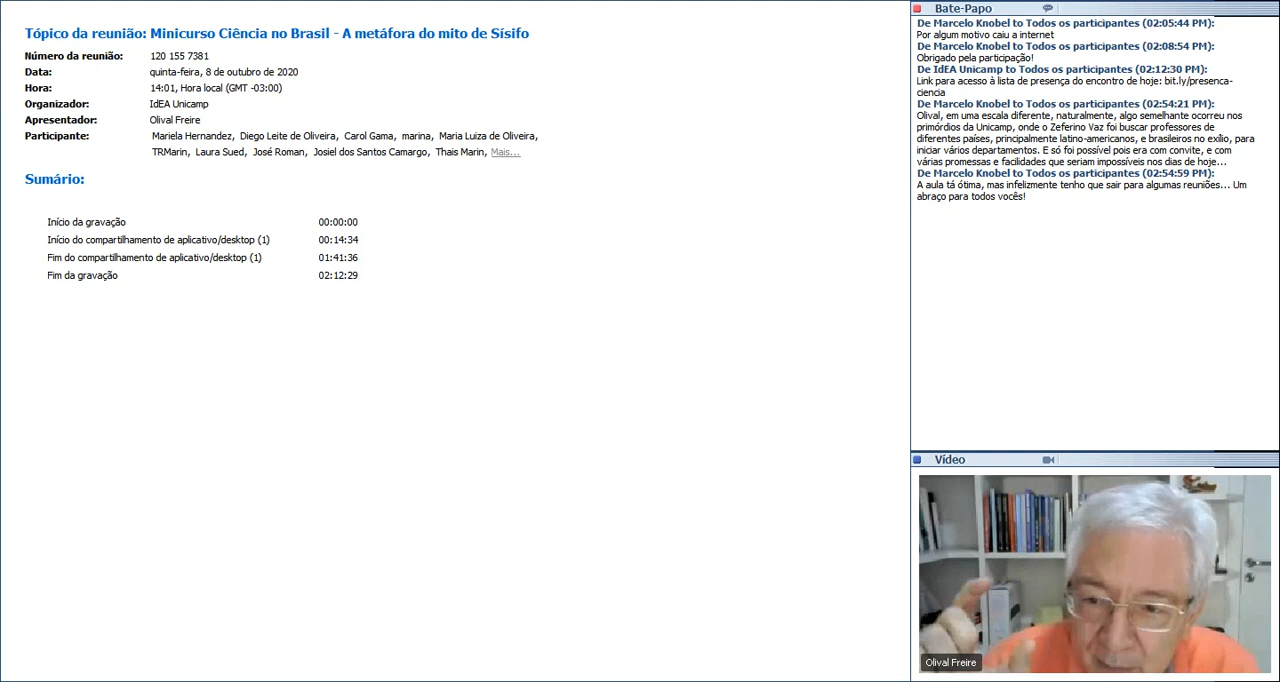 Tópico da reunião: Minicurso Ciência no Brasil - A metáfora do mito de Sísifo
Número da reunião: 120 155 7381
Data: quinta-feira, 8 de outubro de 2020
Hora: 14:01, Hora local (GMT -03:00)
Organizador: IdEA Unicamp
Apresentador: Olival Freire
Participante: Mariela Hernandez, Diego Leite de Oliveira, Carol Gama, marina, Maria Luiza de Oliveira,
TRMarin, Laura Sued, José Roman, Josiel dos Santos Camargo, Thais Marin, Mais...
Sumário:
Início da gravação 00:00:00
Início do compartilhamento de aplicativo/desktop (1) 00:14:34
Fim do compartilhamento de aplicativo/desktop (1) 01:41:36
Fim da gravação 02:12:29
Bate-Papo
De Marcelo Knobel to Todos os participantes (02:05:44 PM):
Por algum motivo caiu a internet
De Marcelo Knobel to Todos os participantes (02:08:54 PM):
Obrigado pela participação!
De IdEA Unicamp to Todos os participantes (02:12:30 PM):
Link para acesso à lista de presença do encontro de hoje: bit.ly/presenca-
ciencia
De Marcelo Knobel to Todos os participantes (02:54:21 PM):
Olival, em uma escala diferente, naturalmente, algo semelhante ocorreu nos
primórdios da Unicamp, onde o Zeferino Vaz foi buscar professores de
diferentes países, principalmente latino-americanos, e brasileiros no exílio, para
iniciar vários departamentos. E só foi possível pois era com convite, e com
várias promessas e facilidades que seriam impossíveis nos dias de hoje...
De Marcelo Knobel to Todos os participantes (02:54:59 PM):
A aula tá ótima, mas infelizmente tenho que sair para algumas reuniões... Um
abraço para todos vocês!
Vídeo
Olival Freire